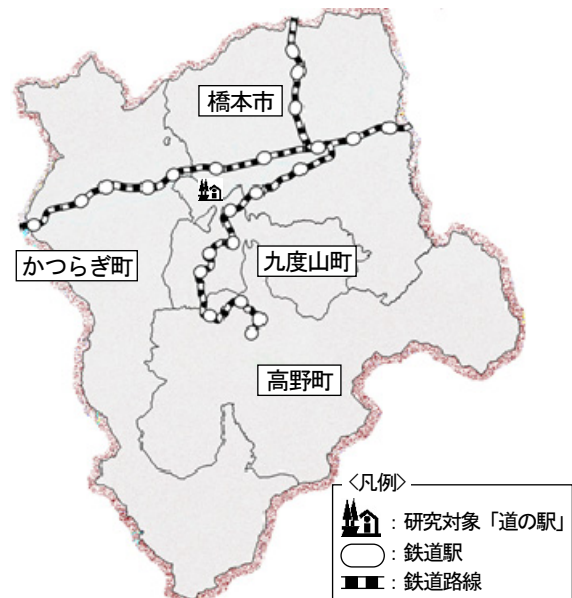 橋本市
かつらぎ町
九度山町
高野町
〈凡例〉
: 研究対象「道の駅」
: 鉄道駅
: 鉄道路線